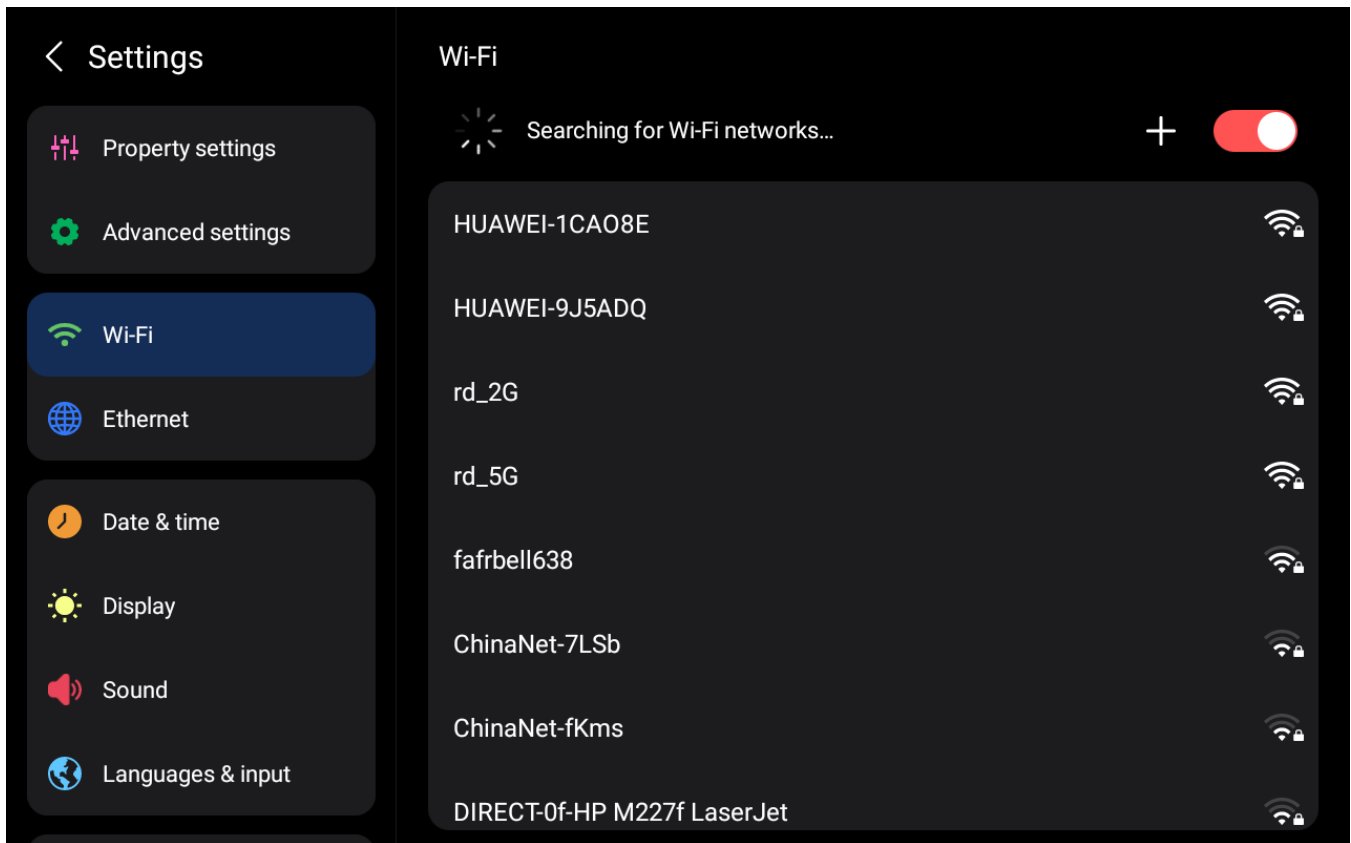 Settings
Property settings
Advanced settings
Wi-Fi
Ethernet
Date & time
Display
Sound
Languages & input
Wi-Fi
Searching for Wi-Fi networks...
HUAWEI-1CAO8E
HUAWEI-9J5ADQ
rd_2G
rd_5G
fafrbell638
ChinaNet-7LSb
ChinaNet-fKms
DIRECT-0f-HP M227f LaserJet